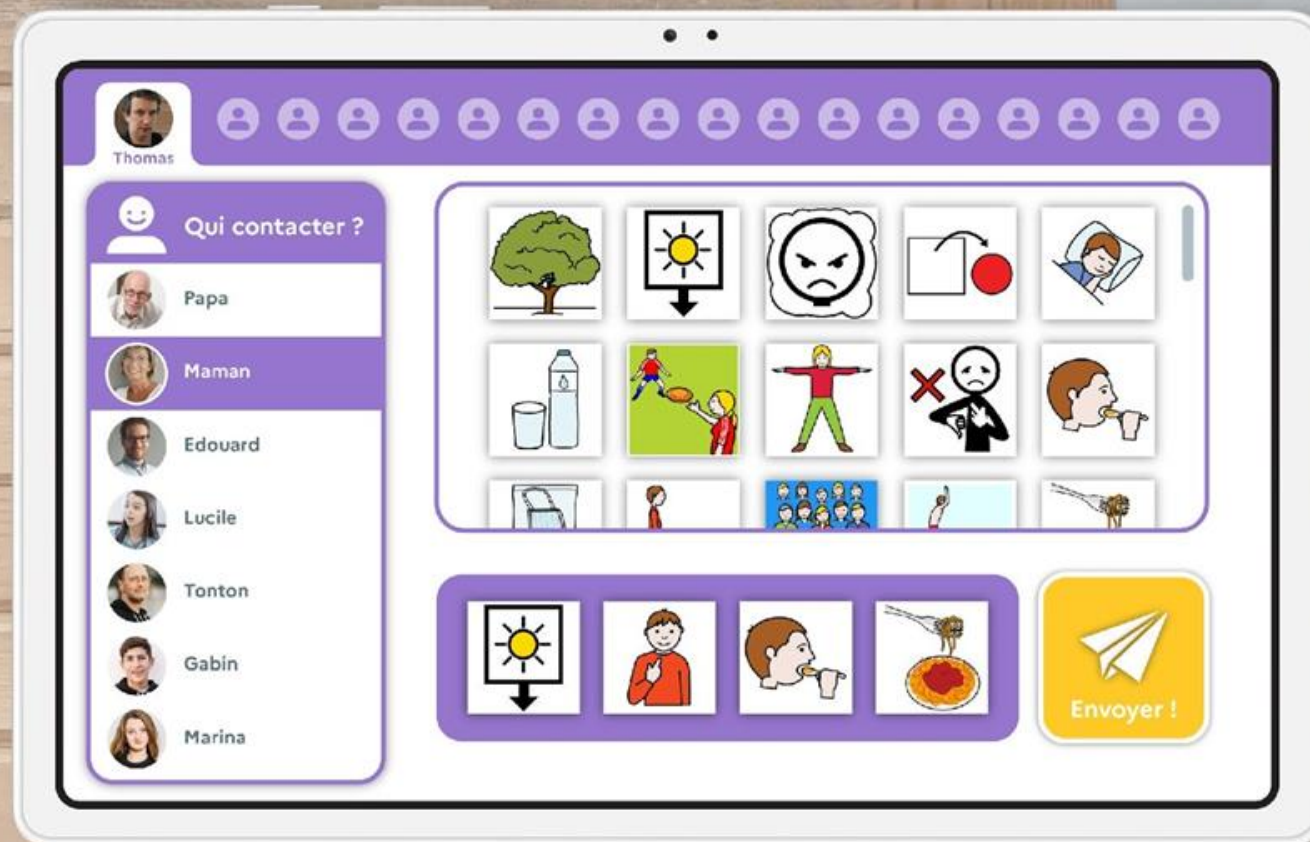 Thomas
Qui contacter ?
Papa
Maman
Edouard
Lucile
Tonton
Gabin
Marina
Envoyer !